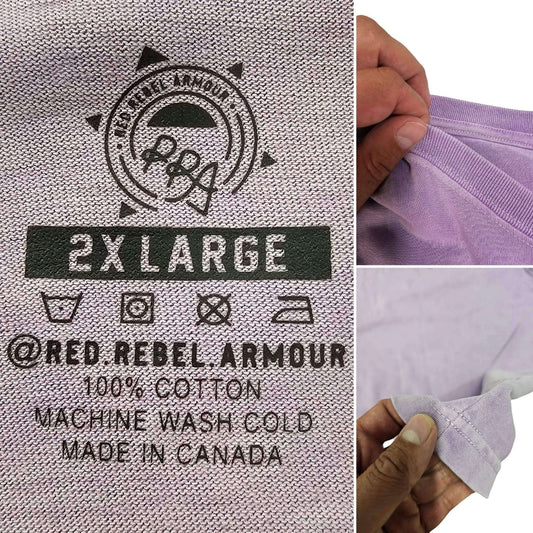 RED REBEL ARMOUR
RRA
2X LARGE
@RED.REBEL.ARMOUR
100% COTTON
MACHINE WASH COLD
MADE IN CANADA